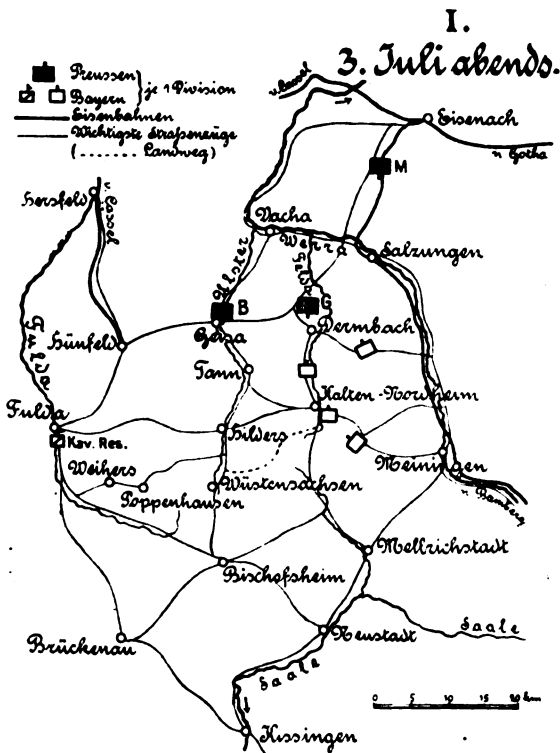 I.
3. Juli abends.
Preussen
Bayern
je 1 Division
Eisenbahnen
Wichtigste Straßenzüge
(...... Landweg)
v. Cassel
Eisenach
n. Gotha
M
Hersfeld
v. Cassel
Vacha
Werra
Salzungen
Ulster
Felda
Fulda
B
G
Hünfeld
Geisa
Dermbach
Tann
Kalten-Nordheim
Fulda
Kav. Res.
Hilders
Weihers
Poppenhausen
Wüstensachsen
Meiningen
n. Bamberg
Mellrichstadt
Bischofsheim
Brückenau
Neustadt
Saale
Saale
Kissingen
0 5 10 15 20 km